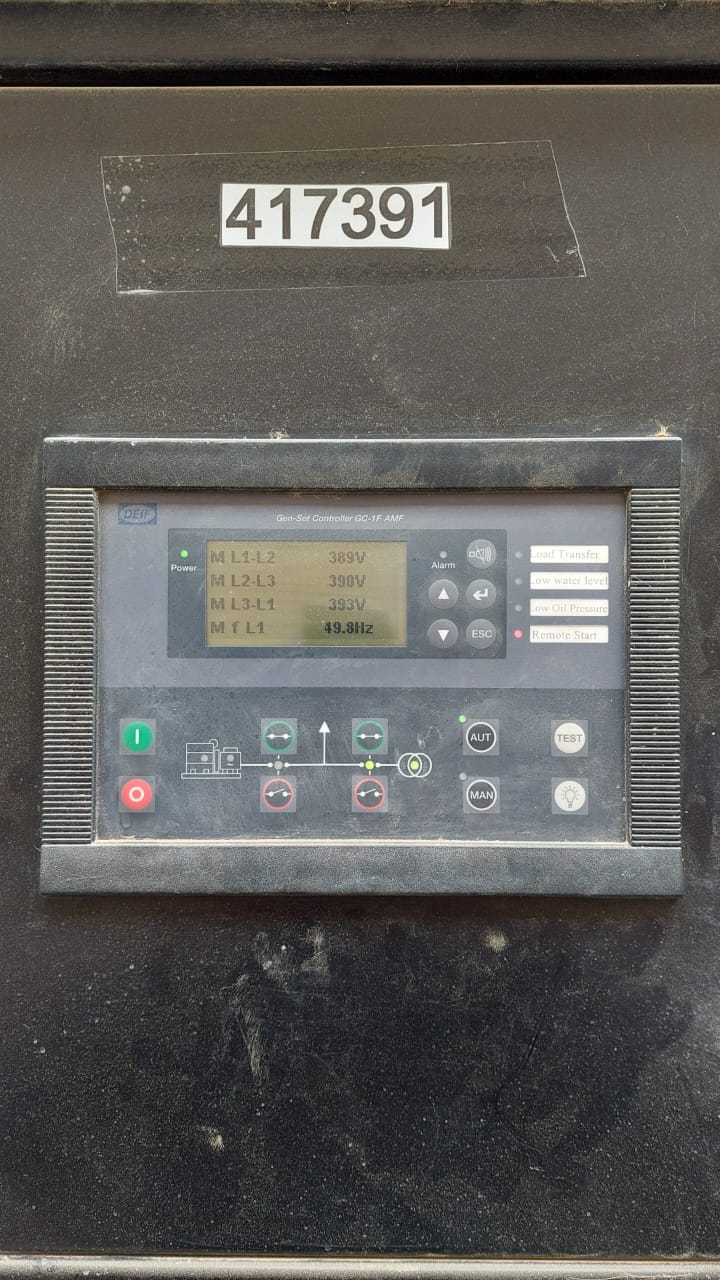 417391
DEIF
Gen-Set Controller GC-1F AMF
Power
M L1-L2 389V
M L2-L3 390V
M L3-L1 393V
M f L1 49.8Hz
Alarm
ESC
Load Transfer
Low water level
Low Oil Pressure
Remote Start
I
O
AUT
MAN
TEST